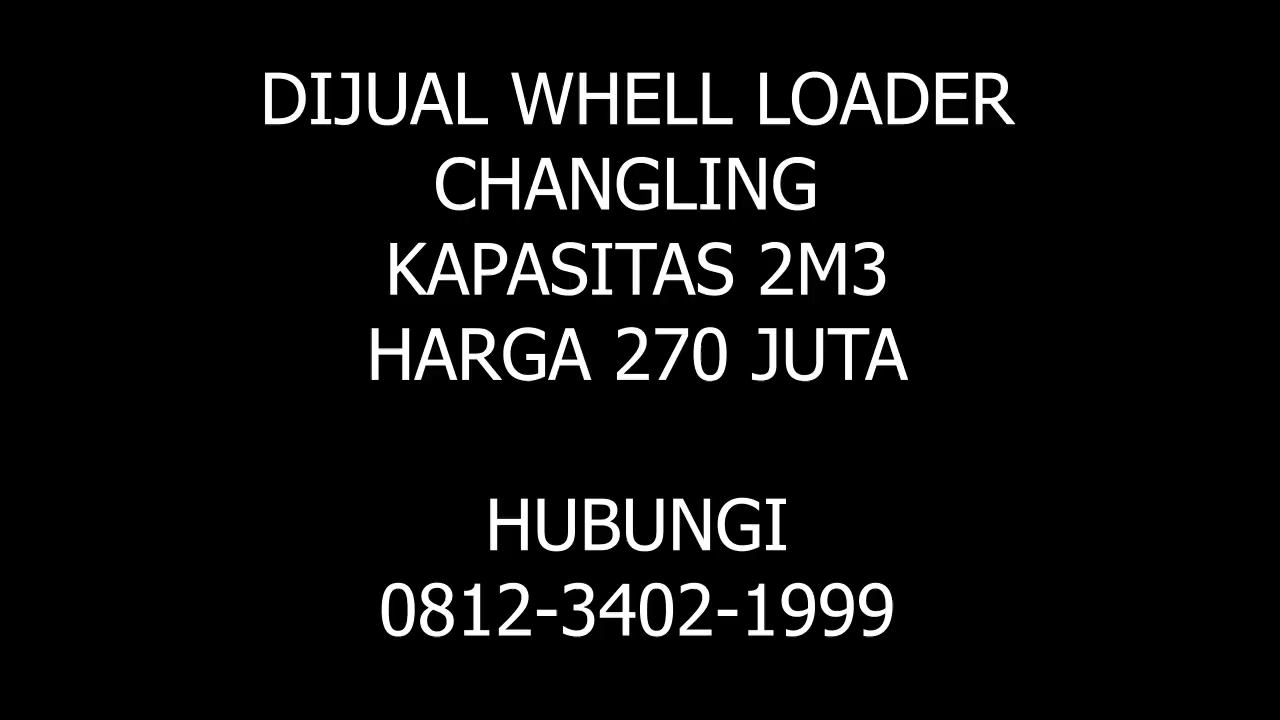 DIJUAL WHELL LOADER
CHANGLING
KAPASITAS 2M3
HARGA 270 JUTA
HUBUNGI
0812-3402-1999